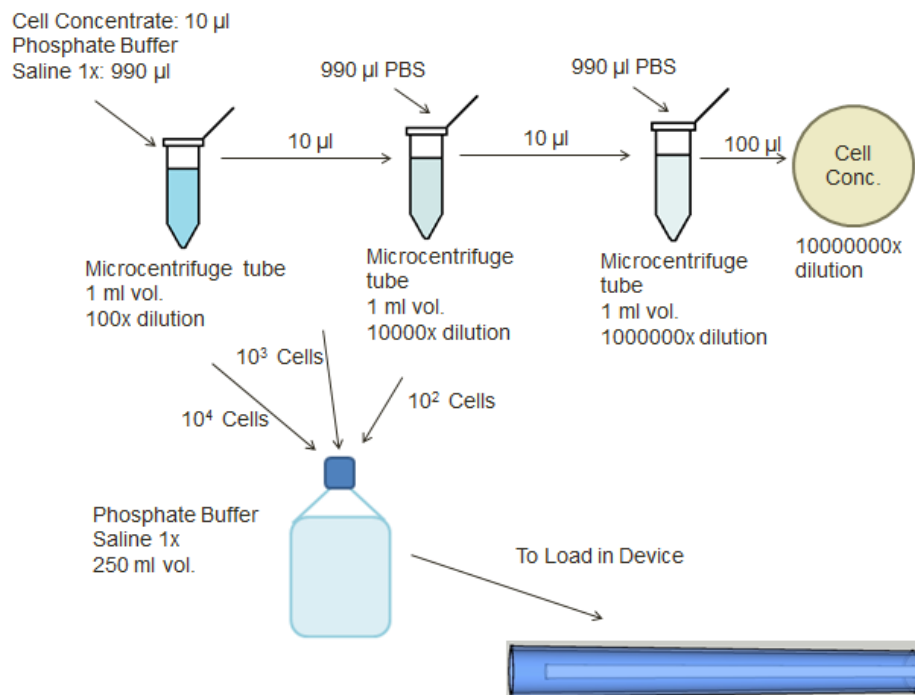 Cell Concentrate: 10 µl
Phosphate Buffer
Saline 1x: 990 µl
990 µl PBS
990 µl PBS
10 µl
10 µl
100 µl
Cell
Conc.
10000000x
dilution
Microcentrifuge tube
1 ml vol.
100x dilution
Microcentrifuge
tube
1 ml vol.
10000x dilution
Microcentrifuge
tube
1 ml vol.
1000000x dilution
10³ Cells
10⁴ Cells
10² Cells
Phosphate Buffer
Saline 1x
250 ml vol.
To Load in Device